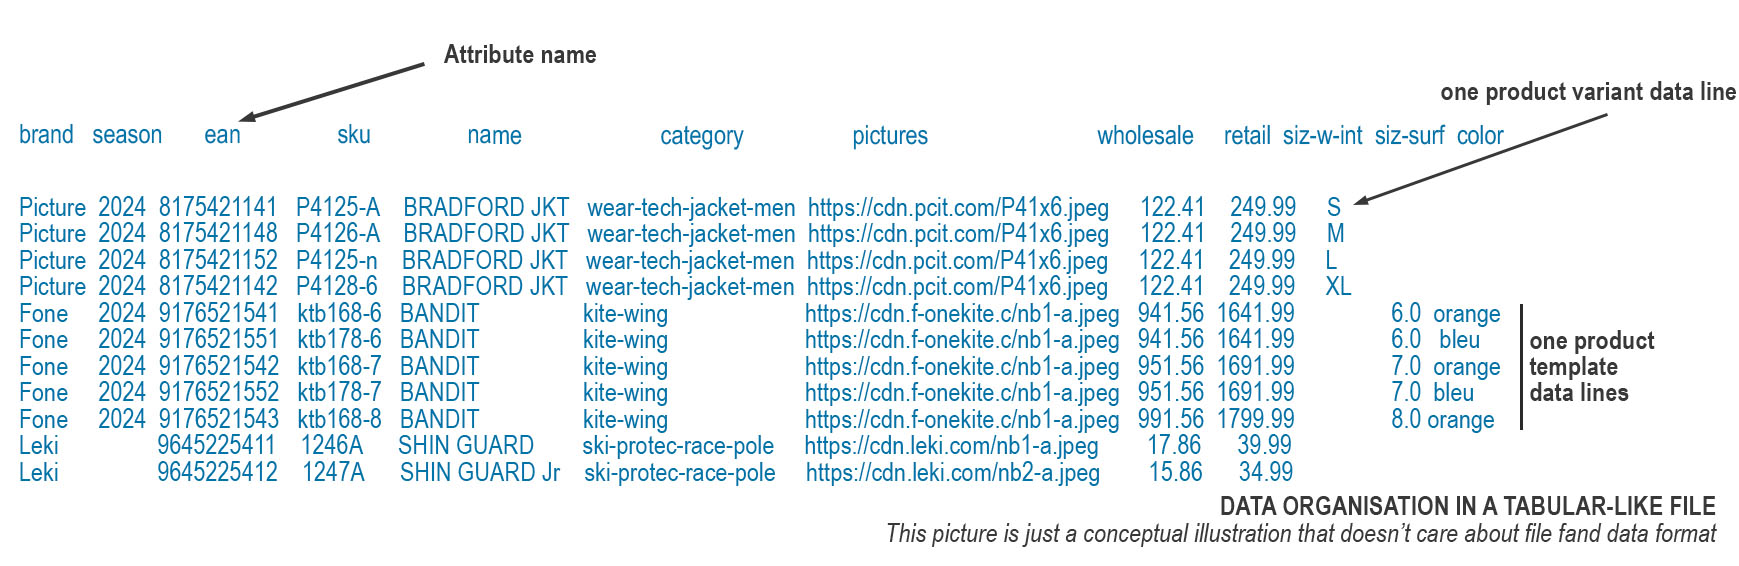 Attribute name
one product variant data line
brand season ean sku name category pictures wholesale retail siz-w-int siz-surf color
Picture 2024 8175421141 P4125-A BRADFORD JKT wear-tech-jacket-men https://cdn.pcit.com/P41x6.jpeg 122.41 249.99 S
Picture 2024 8175421148 P4126-A BRADFORD JKT wear-tech-jacket-men https://cdn.pcit.com/P41x6.jpeg 122.41 249.99 M
Picture 2024 8175421152 P4125-n BRADFORD JKT wear-tech-jacket-men https://cdn.pcit.com/P41x6.jpeg 122.41 249.99 L
Picture 2024 8175421142 P4128-6 BRADFORD JKT wear-tech-jacket-men https://cdn.pcit.com/P41x6.jpeg 122.41 249.99 XL
Fone 2024 9176521541 ktb168-6 BANDIT kite-wing https://cdn.f-onekite.c/nb1-a.jpeg 941.56 1641.99 6.0 orange
Fone 2024 9176521551 ktb178-6 BANDIT kite-wing https://cdn.f-onekite.c/nb1-a.jpeg 941.56 1641.99 6.0 bleu
Fone 2024 9176521542 ktb168-7 BANDIT kite-wing https://cdn.f-onekite.c/nb1-a.jpeg 951.56 1691.99 7.0 orange
Fone 2024 9176521552 ktb178-7 BANDIT kite-wing https://cdn.f-onekite.c/nb1-a.jpeg 951.56 1691.99 7.0 bleu
Fone 2024 9176521543 ktb168-8 BANDIT kite-wing https://cdn.f-onekite.c/nb1-a.jpeg 991.56 1799.99 8.0 orange
one product
template
data lines
Leki 9645225411 1246A SHIN GUARD ski-protec-race-pole https://cdn.leki.com/nb1-a.jpeg 17.86 39.99
Leki 9645225412 1247A SHIN GUARD Jr ski-protec-race-pole https://cdn.leki.com/nb2-a.jpeg 15.86 34.99
DATA ORGANISATION IN A TABULAR-LIKE FILE
This picture is just a conceptual illustration that doesn't care about file fand data format